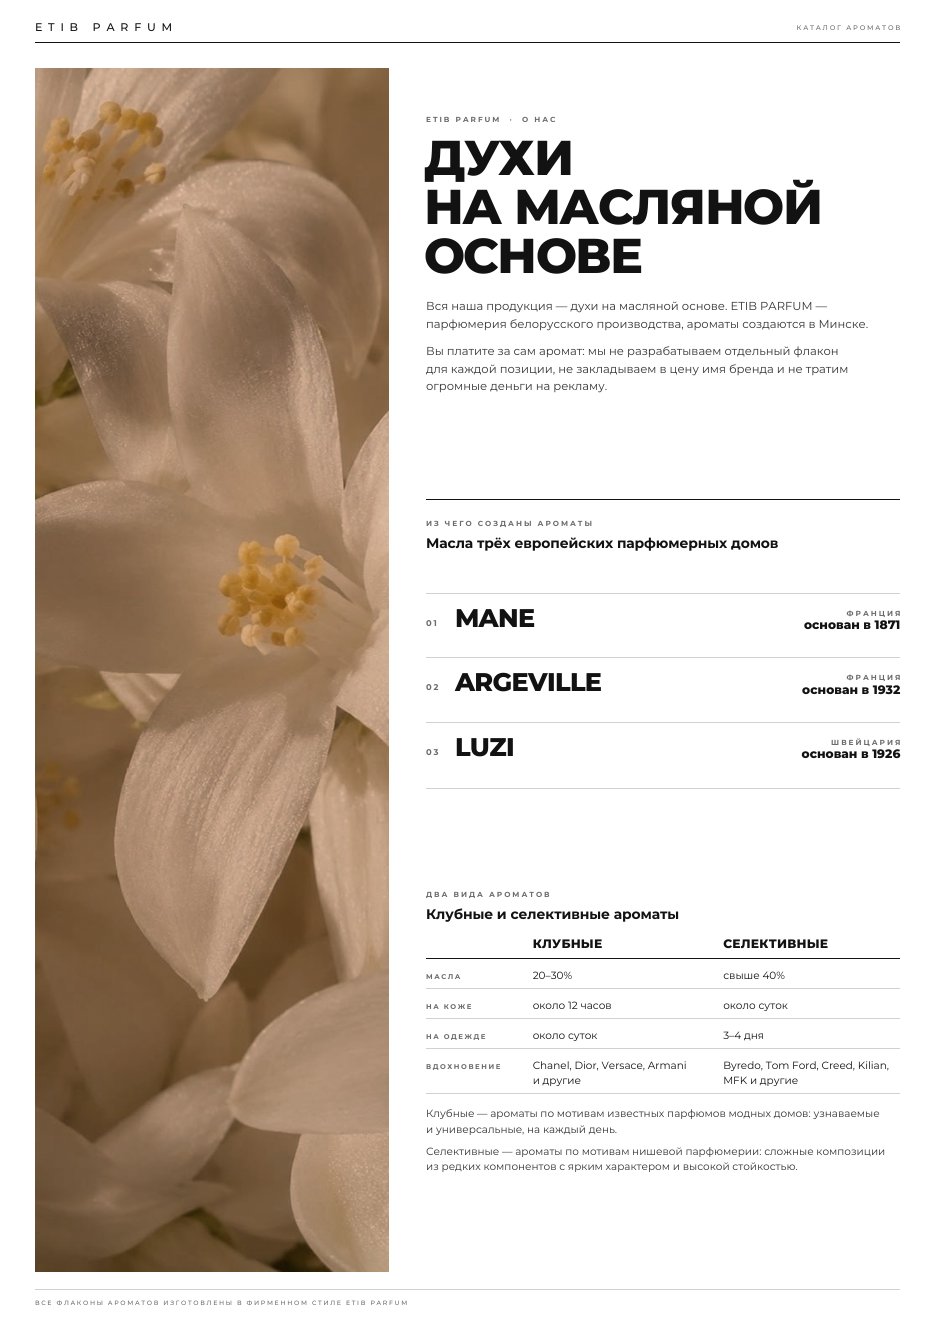 ETIB PARFUM
КАТАЛОГ АРОМАТОВ
ETIB PARFUM · О НАС
ДУХИ
НА МАСЛЯНОЙ
ОСНОВЕ
Вся наша продукция — духи на масляной основе. ETIB PARFUM —
парфюмерия белорусского производства, ароматы создаются в Минске.
Вы платите за сам аромат: мы не разрабатываем отдельный флакон
для каждой позиции, не закладываем в цену имя бренда и не тратим
огромные деньги на рекламу.
ИЗ ЧЕГО СОЗДАНЫ АРОМАТЫ
Масла трёх европейских парфюмерных домов
01 MANE
ФРАНЦИЯ
основан в 1871
02 ARGEVILLE
ФРАНЦИЯ
основан в 1932
03 LUZI
ШВЕЙЦАРИЯ
основан в 1926
ДВА ВИДА АРОМАТОВ
Клубные и селективные ароматы
КЛУБНЫЕ СЕЛЕКТИВНЫЕ
МАСЛА 20–30% свыше 40%
НА КОЖЕ около 12 часов около суток
НА ОДЕЖДЕ около суток 3–4 дня
ВДОХНОВЕНИЕ Chanel, Dior, Versace, Armani Byredo, Tom Ford, Creed, Kilian,
и другие MFK и другие
Клубные — ароматы по мотивам известных парфюмов модных домов: узнаваемые
и универсальные, на каждый день.
Селективные — ароматы по мотивам нишевой парфюмерии: сложные композиции
из редких компонентов с ярким характером и высокой стойкостью.
ВСЕ ФЛАКОНЫ АРОМАТОВ ИЗГОТОВЛЕНЫ В ФИРМЕННОМ СТИЛЕ ETIB PARFUM